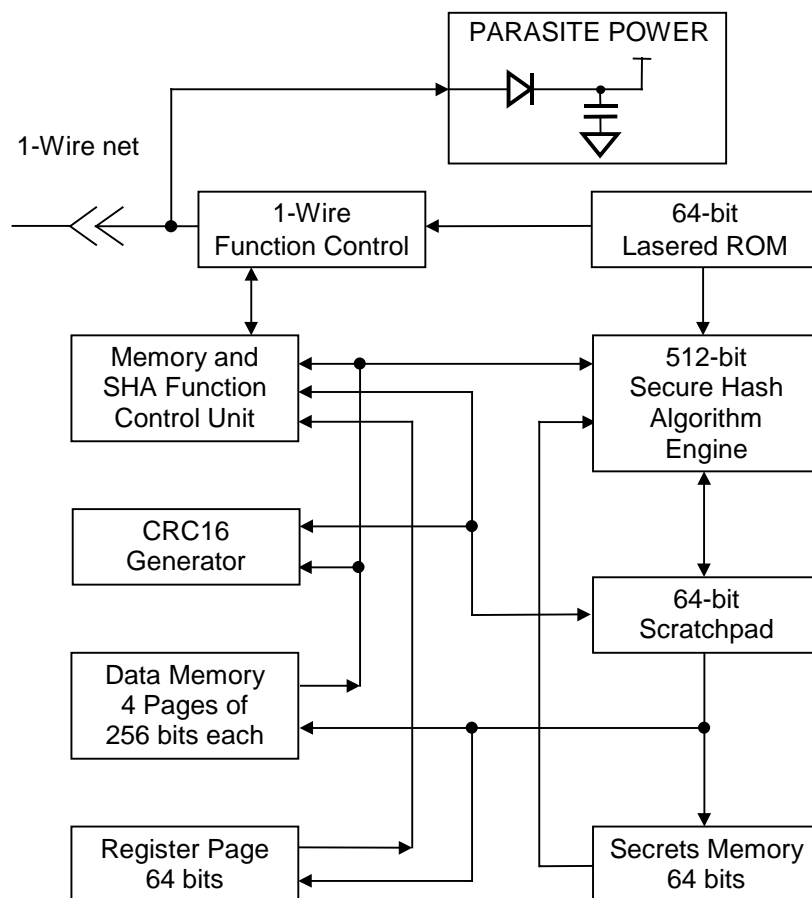 PARASITE POWER
1-Wire net
1-Wire
Function Control
64-bit
Lasered ROM
Memory and
SHA Function
Control Unit
512-bit
Secure Hash
Algorithm
Engine
CRC16
Generator
64-bit
Scratchpad
Data Memory
4 Pages of
256 bits each
Register Page
64 bits
Secrets Memory
64 bits